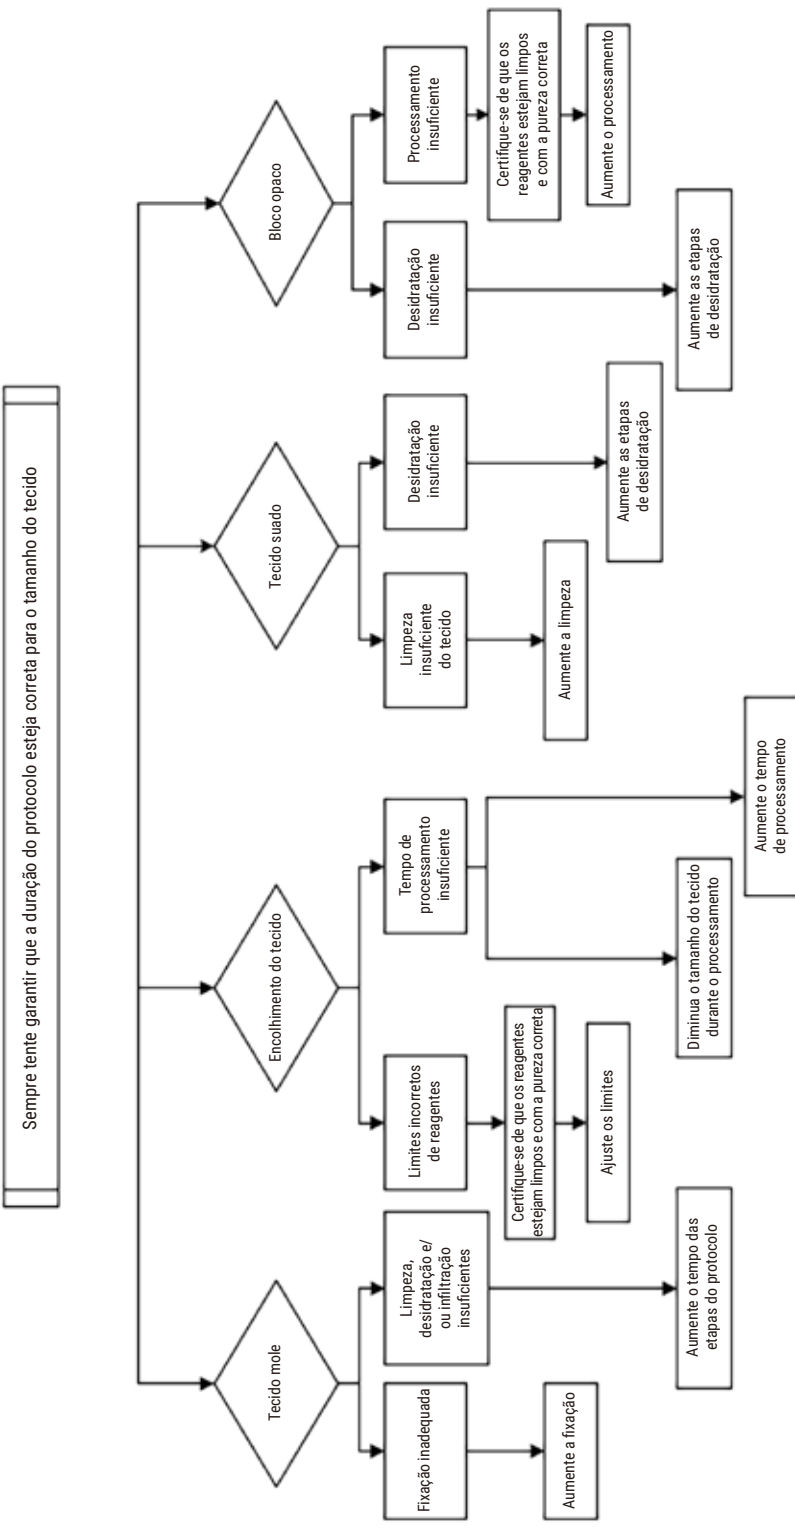 Sempre tente garantir que a duração do protocolo esteja correta para o tamanho do tecido
Tecido mole
Encolhimento do tecido
Tecido suado
Bloco opaco
Fixação inadequada
Limpeza,
desidratação e/
ou infiltração
insuficientes
Limites incorretos
de reagentes
Tempo de
processamento
insuficiente
Limpeza
insuficiente
do tecido
Desidratação
insuficiente
Desidratação
insuficiente
Processamento
insuficiente
Certifique-se de que os reagentes
estejam limpos e com a pureza correta
Certifique-se de que os
reagentes estejam limpos
e com a pureza correta
Aumente a fixação
Ajuste os limites
Aumente a limpeza
Aumente as etapas
de desidratação
Aumente o processamento
Aumente o tempo das
etapas do protocolo
Diminua o tamanho do tecido
durante o processamento
Aumente o tempo
de processamento
Aumente as etapas
de desidratação